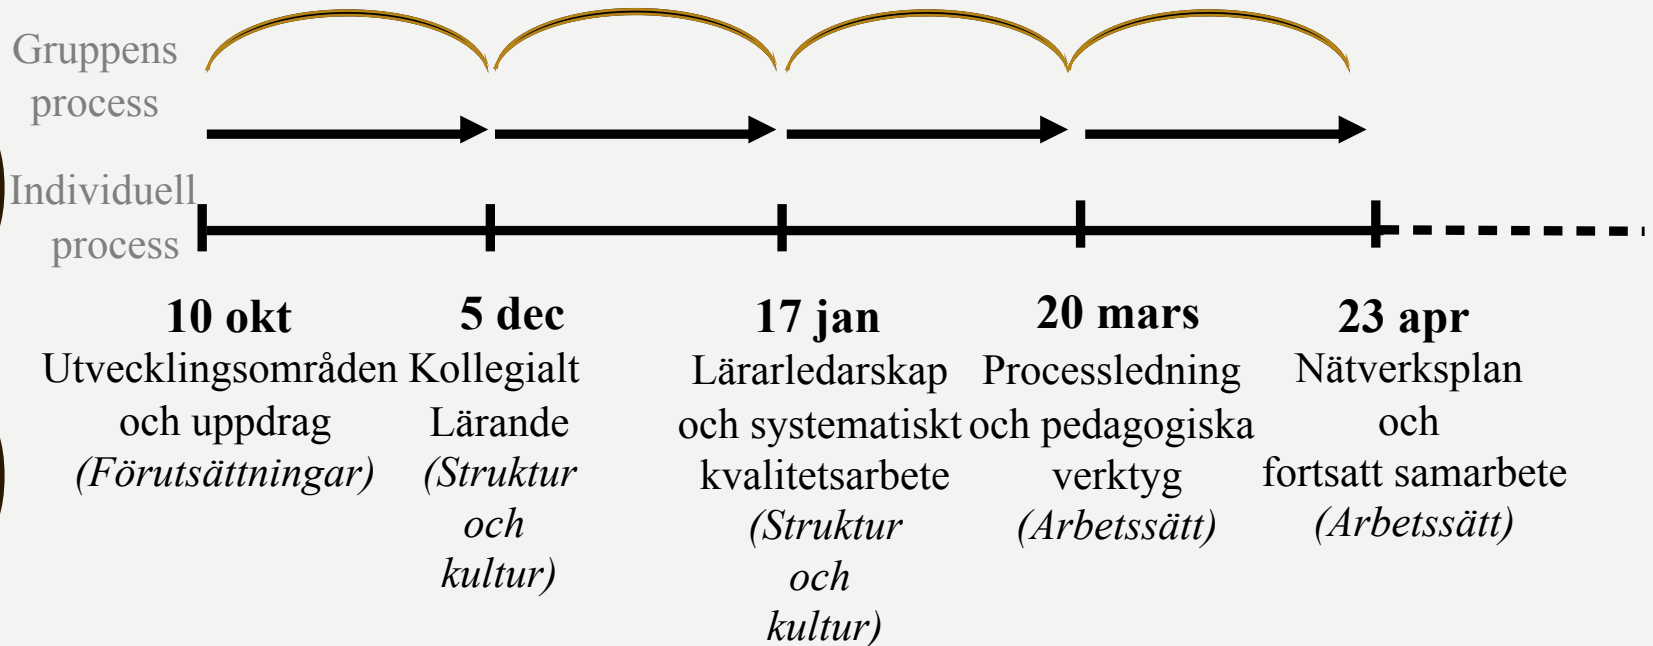 Gruppens
process
Individuell
process
10 okt
Utvecklingsområden
och uppdrag
(Förutsättningar)
5 dec
Kollegialt
Lärande
(Struktur
och
kultur)
17 jan
Lärarledarskap
och systematiskt
kvalitetsarbete
(Struktur
och
kultur)
20 mars
Processledning
och pedagogiska
verktyg
(Arbetssätt)
23 apr
Nätverksplan
och
fortsatt samarbete
(Arbetssätt)